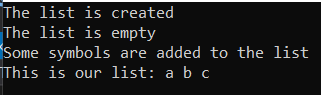 The list is created
The list is empty
Some symbols are added to the list
This is our list: a b c